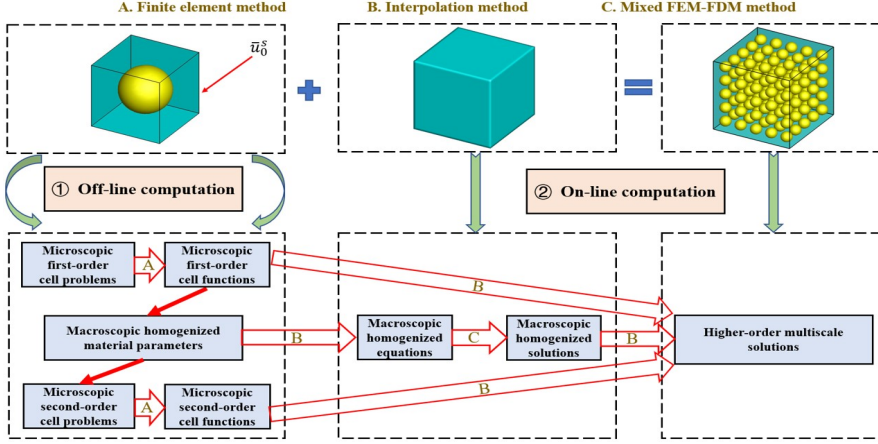 A. Finite element method
B. Interpolation method
C. Mixed FEM-FDM method
ū₀ˢ
① Off-line computation
② On-line computation
Microscopic
first-order
cell problems
A
Microscopic
first-order
cell functions
B
Macroscopic homogenized
material parameters
B
Macroscopic
homogenized
equations
C
Macroscopic
homogenized
solutions
B
Higher-order multiscale
solutions
Microscopic
second-order
cell problems
A
Microscopic
second-order
cell functions
B